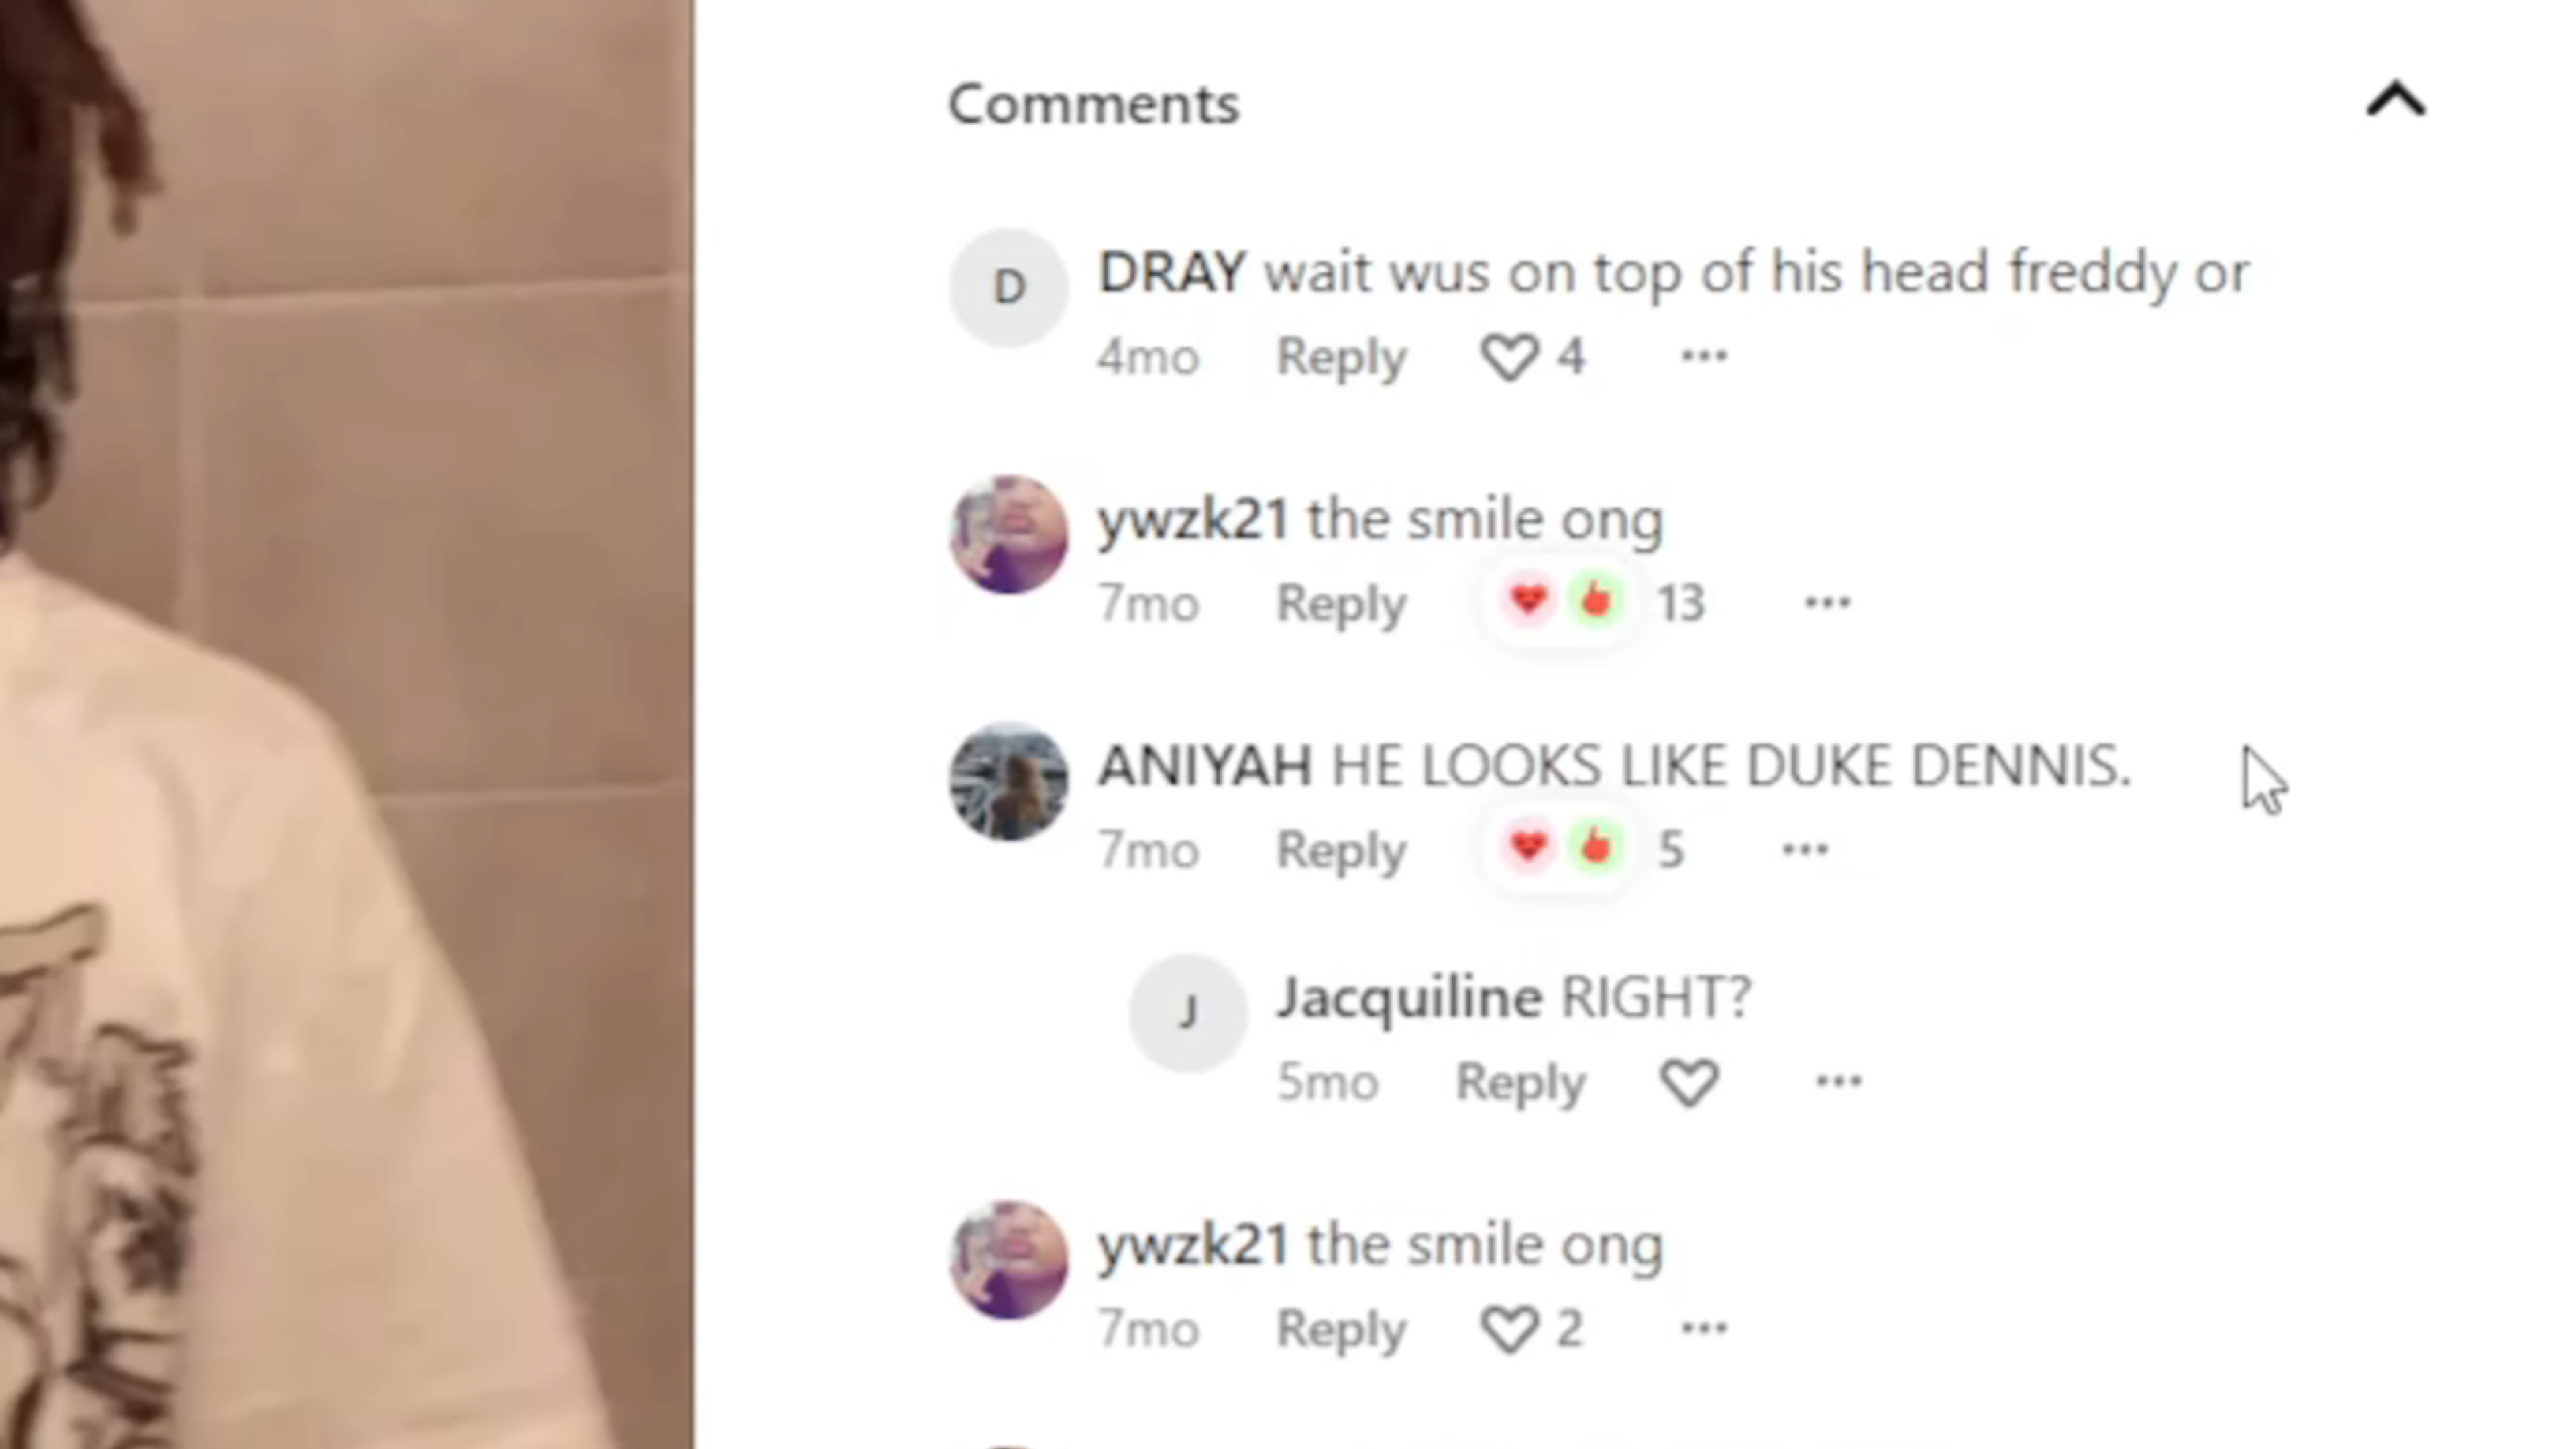 Comments
D
DRAY wait wus on top of his head freddy or
4mo Reply 4 ...
ywzk21 the smile ong
7mo Reply 13 ...
ANIYAH HE LOOKS LIKE DUKE DENNIS.
7mo Reply 5 ...
J
Jacquiline RIGHT?
5mo Reply ...
ywzk21 the smile ong
7mo Reply 2 ...